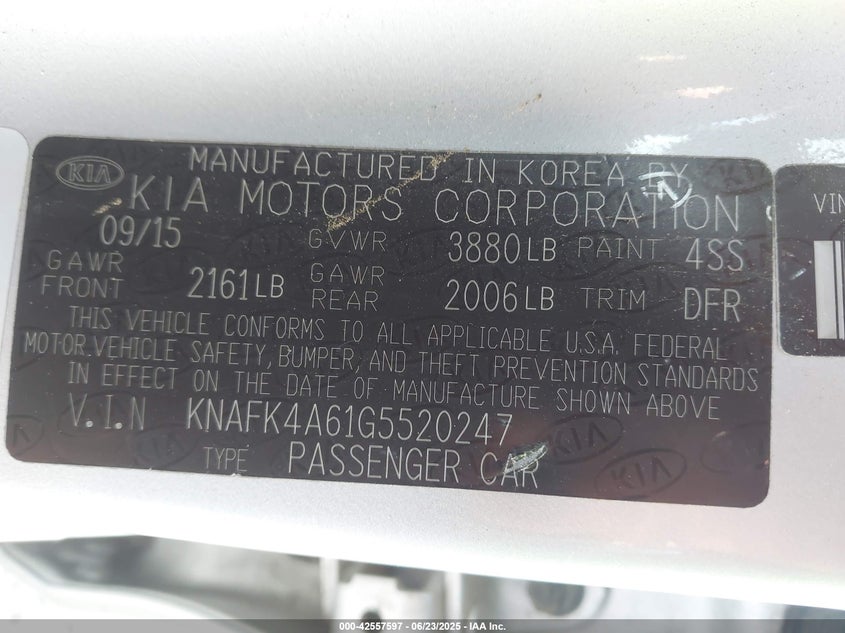 KIA
MANUFACTURED IN KOREA BY
KIA MOTORS CORPORATION
09/15 GVWR 3880LB PAINT 4SS
GAWR FRONT 2161LB GAWR REAR 2006LB TRIM DFR
THIS VEHICLE CONFORMS TO ALL APPLICABLE U.S.A. FEDERAL
MOTOR VEHICLE SAFETY, BUMPER, AND THEFT PREVENTION STANDARDS
IN EFFECT ON THE DATE OF MANUFACTURE SHOWN ABOVE
V.I.N KNAFK4A61G5520247
TYPE PASSENGER CAR
VIN
000-42557597 - 06/23/2025 - IAA Inc.